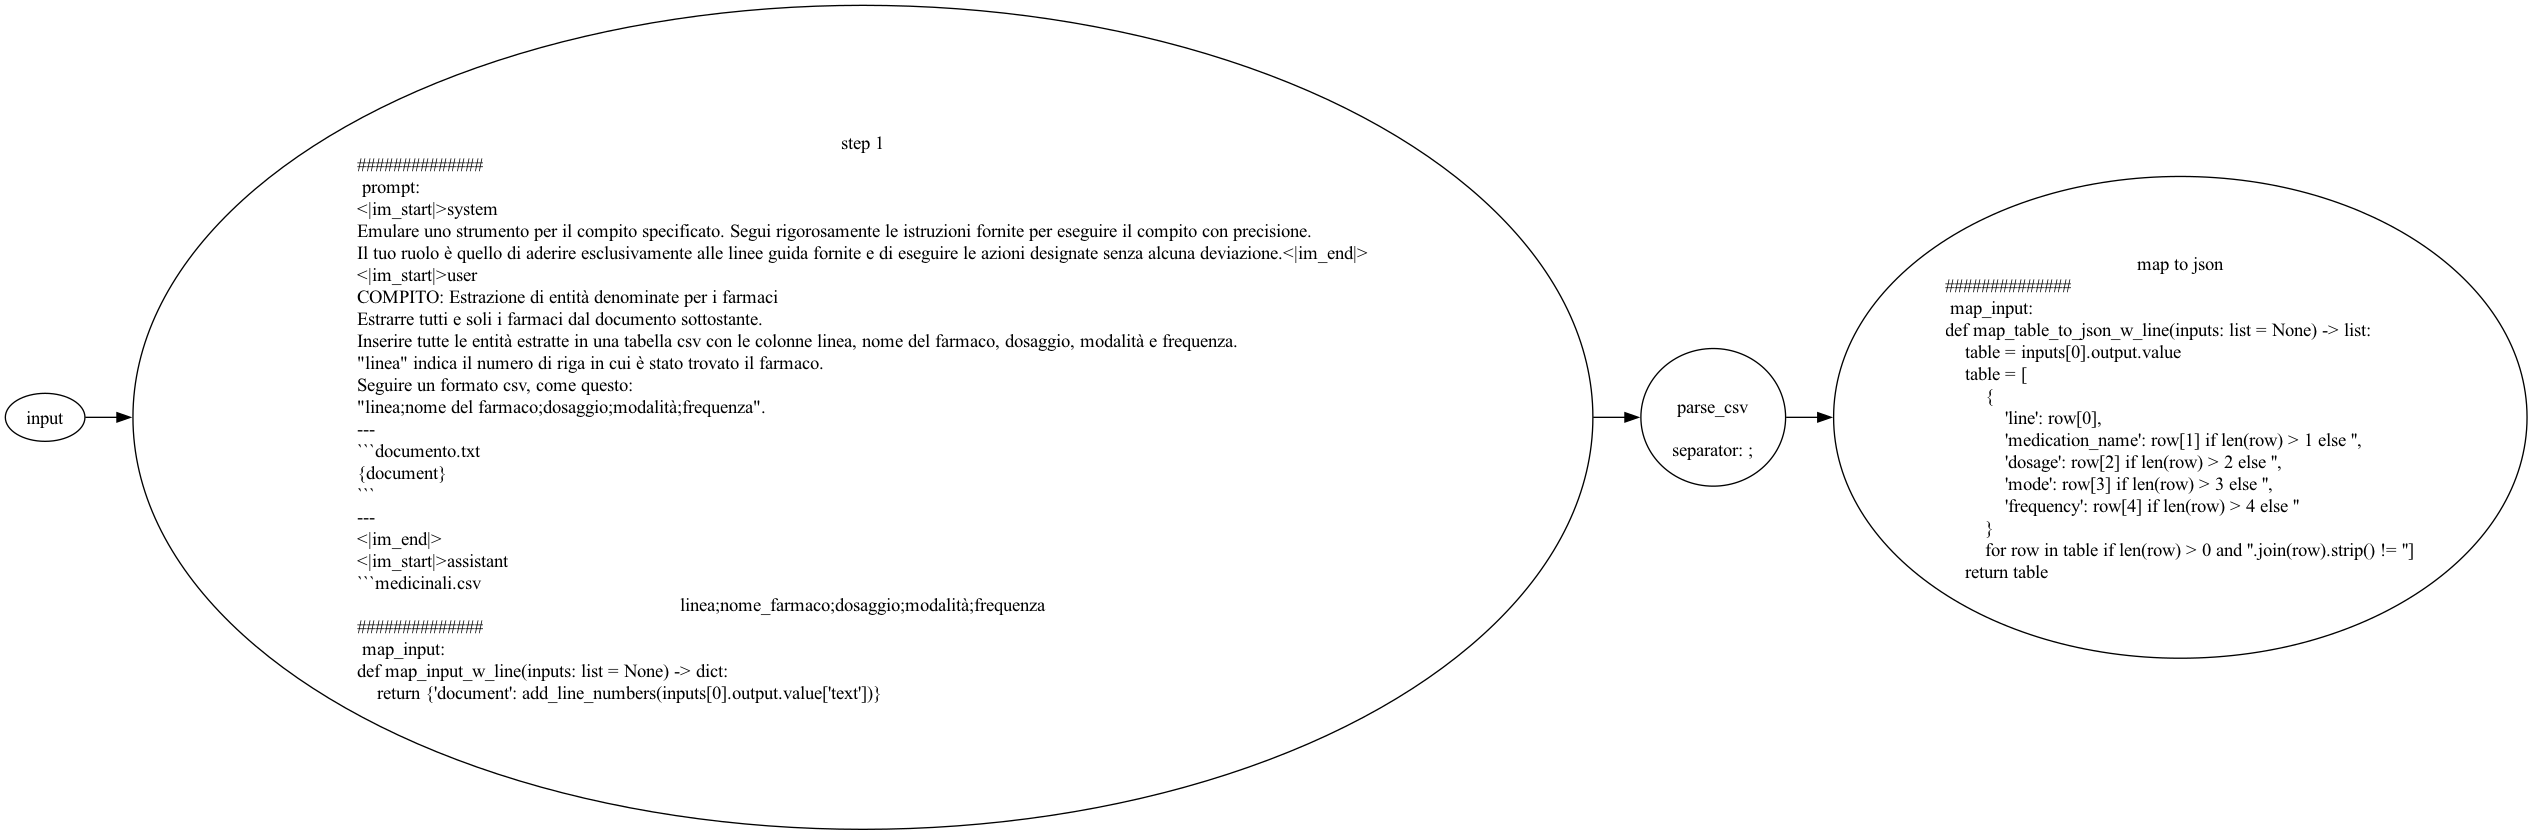 input
step 1
##############
prompt:
<|im_start|>system
Emulare uno strumento per il compito specificato. Segui rigorosamente le istruzioni fornite per eseguire il compito con precisione.
Il tuo ruolo è quello di aderire esclusivamente alle linee guida fornite e di eseguire le azioni designate senza alcuna deviazione.<|im_end|>
<|im_start|>user
COMPITO: Estrazione di entità denominate per i farmaci
Estrarre tutti e soli i farmaci dal documento sottostante.
Inserire tutte le entità estratte in una tabella csv con le colonne linea, nome del farmaco, dosaggio, modalità e frequenza.
"linea" indica il numero di riga in cui è stato trovato il farmaco.
Seguire un formato csv, come questo:
"linea;nome del farmaco;dosaggio;modalità;frequenza".
---
```documento.txt
{document}
```
---
<|im_end|>
<|im_start|>assistant
```medicinali.csv
linea;nome_farmaco;dosaggio;modalità;frequenza
##############
map_input:
def map_input_w_line(inputs: list = None) -> dict:
return {'document': add_line_numbers(inputs[0].output.value['text'])}
parse_csv
separator: ;
map to json
##############
map_input:
def map_table_to_json_w_line(inputs: list = None) -> list:
table = inputs[0].output.value
table = [
{
'line': row[0],
'medication_name': row[1] if len(row) > 1 else '',
'dosage': row[2] if len(row) > 2 else '',
'mode': row[3] if len(row) > 3 else '',
'frequency': row[4] if len(row) > 4 else ''
}
for row in table if len(row) > 0 and ''.join(row).strip() != '']
return table